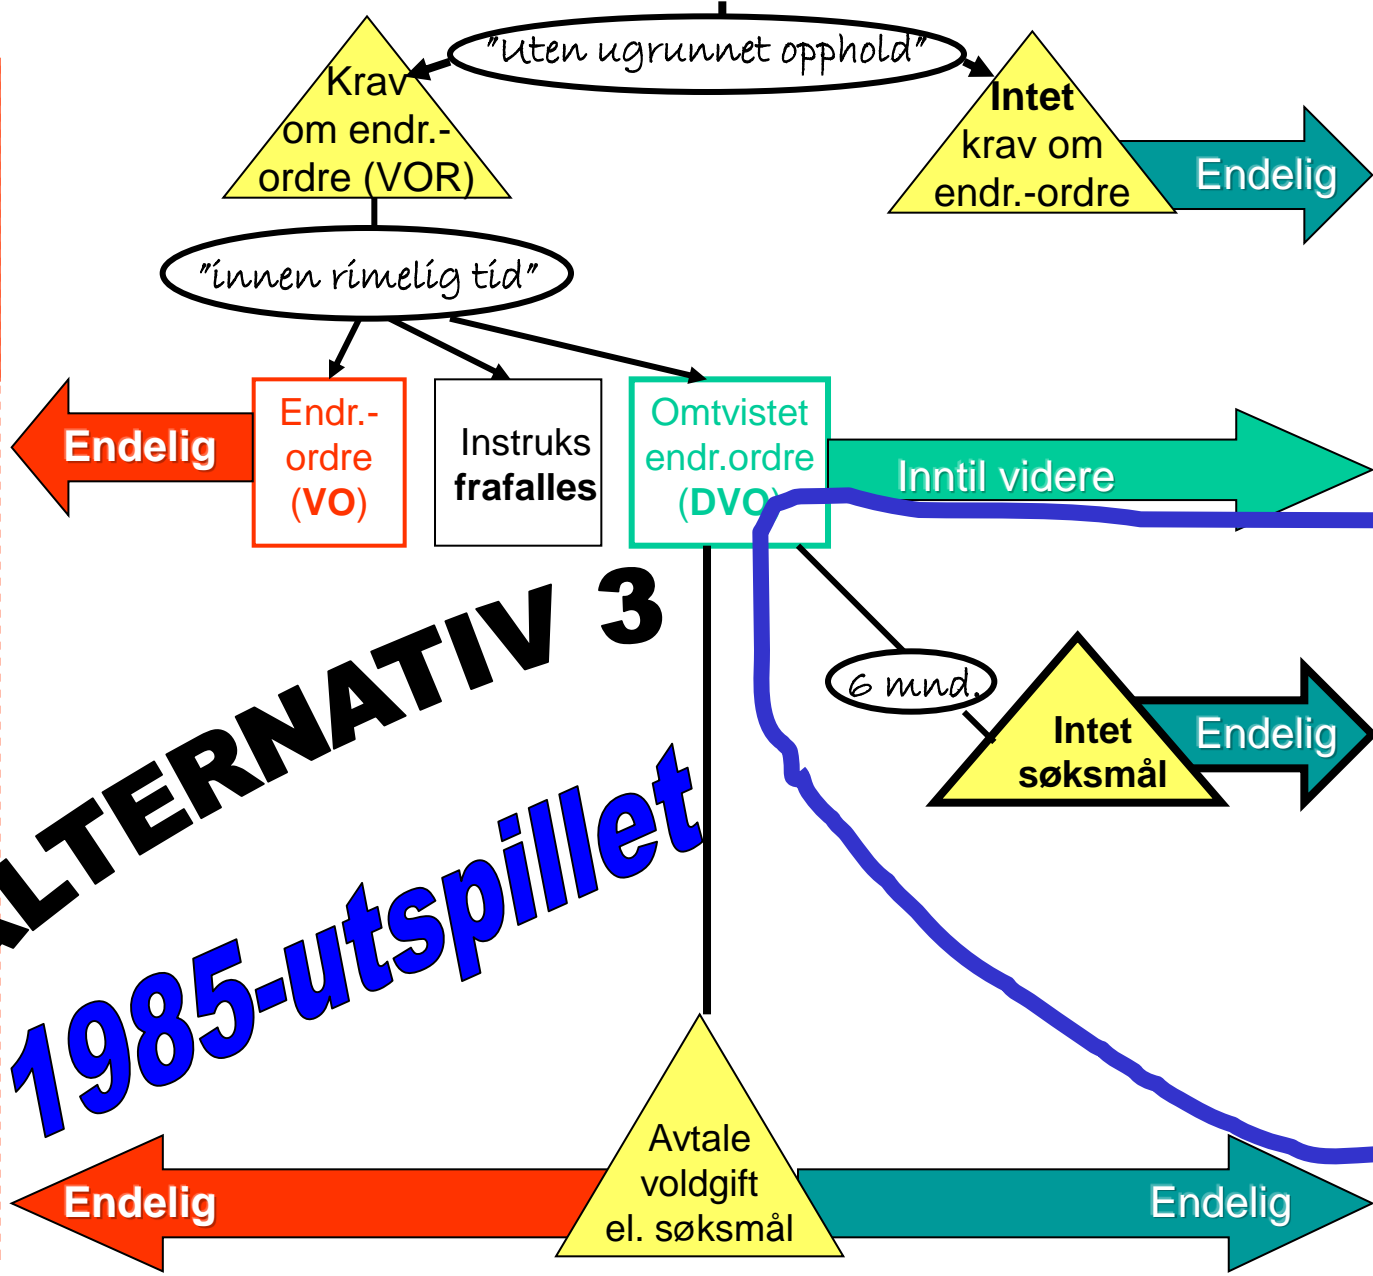 "Uten ugrunnet opphold"
Krav
om endr.-
ordre (VOR)
Intet
krav om
endr.-ordre
Endelig
"innen rimelig tid"
Endelig
Endr.-
ordre
(VO)
Instruks
frafalles
Omtvistet
endr.ordre
(DVO)
Inntil videre
ALTERNATIV 3
6 mnd.
Intet
søksmål
Endelig
1985-utspillet
Endelig
Avtale
voldgift
el. søksmål
Endelig